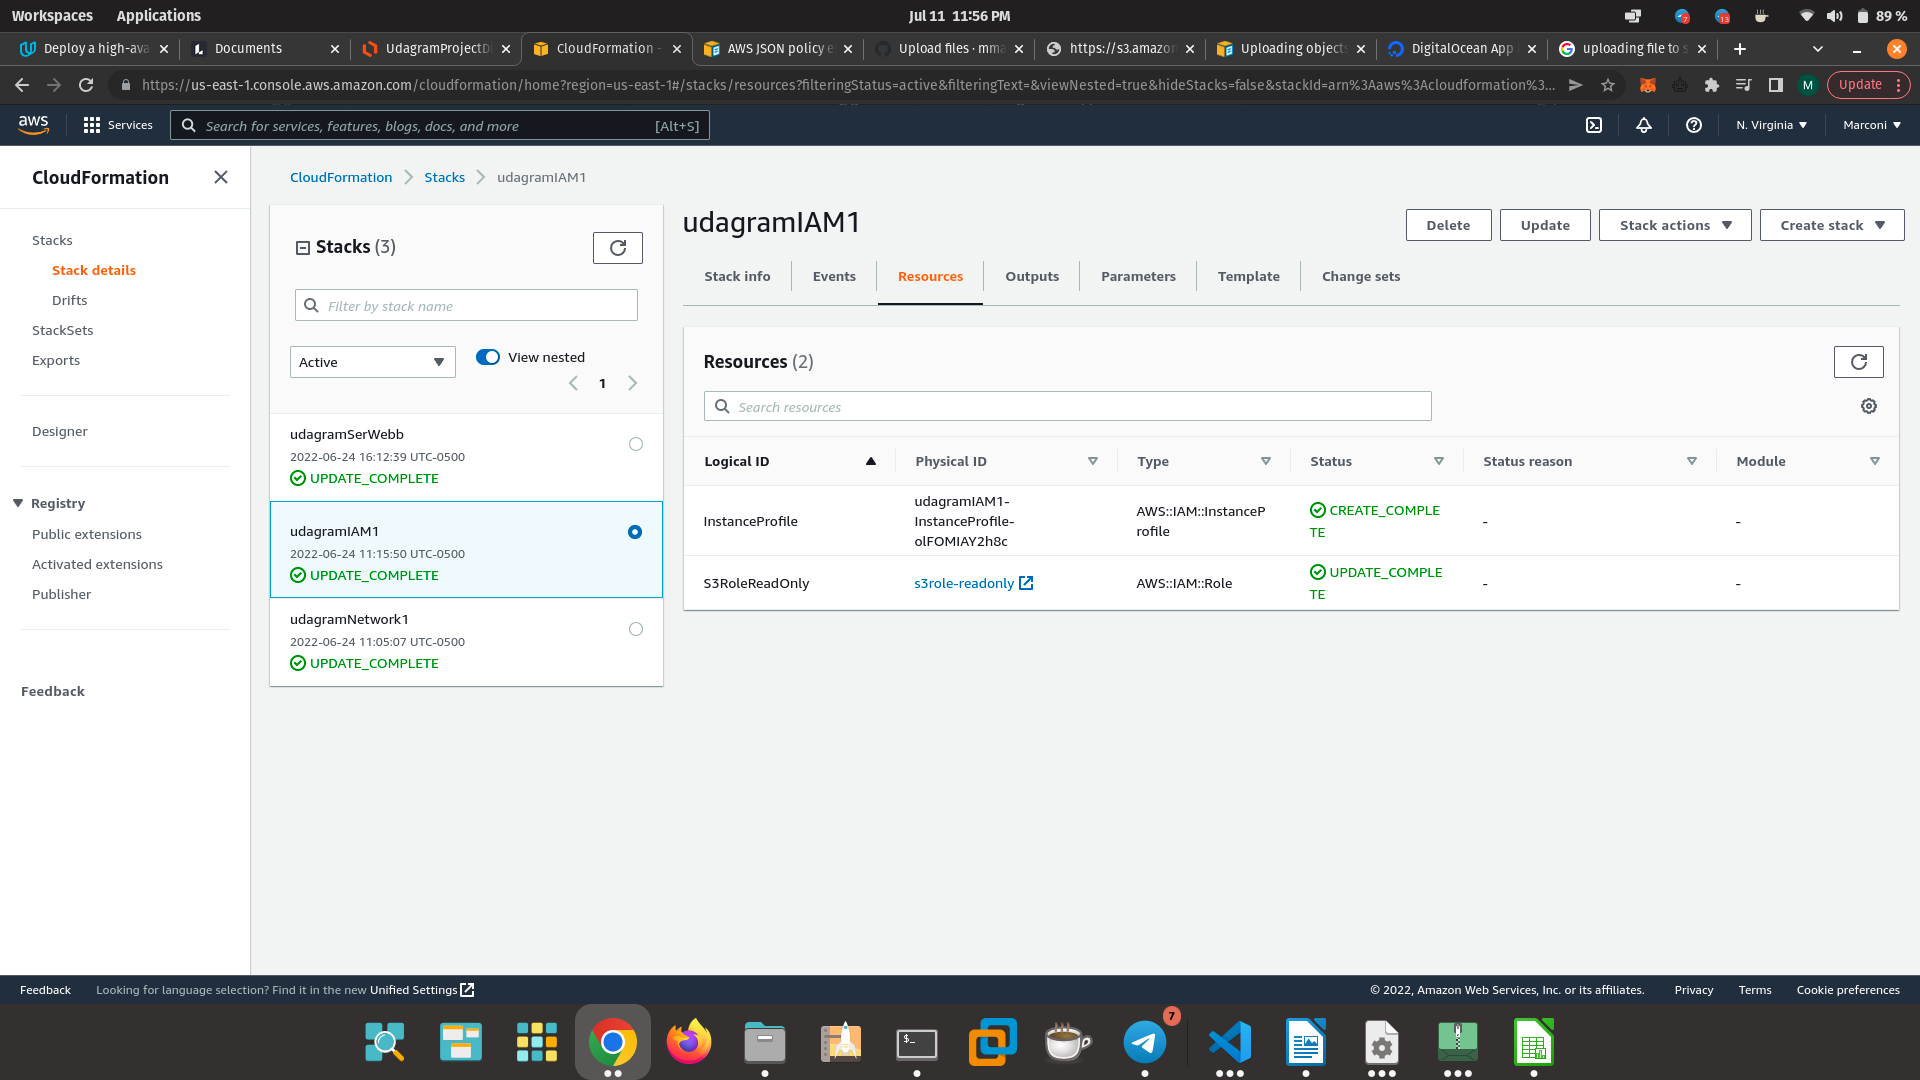 Workspaces Applications Jul 11 11:56 PM 89 %
Deploy a high-ava Documents UdagramProjectDi CloudFormation - AWS JSON policy e Upload files · mma https://s3.amazon Uploading objects DigitalOcean App uploading file to s
https://us-east-1.console.aws.amazon.com/cloudformation/home?region=us-east-1#/stacks/resources?filteringStatus=active&filteringText=&viewNested=true&hideStacks=false&stackId=arn%3Aaws%3Acloudformation%3... M Update
aws Services Search for services, features, blogs, docs, and more [Alt+S] N. Virginia Marconi
CloudFormation
Stacks
Stack details
Drifts
StackSets
Exports
Designer
Registry
Public extensions
Activated extensions
Publisher
Feedback
CloudFormation Stacks udagramIAM1
Stacks (3)
Filter by stack name
Active View nested
1
udagramSerWebb
2022-06-24 16:12:39 UTC-0500
UPDATE_COMPLETE
udagramIAM1
2022-06-24 11:15:50 UTC-0500
UPDATE_COMPLETE
udagramNetwork1
2022-06-24 11:05:07 UTC-0500
UPDATE_COMPLETE
udagramIAM1 Delete Update Stack actions Create stack
Stack info Events Resources Outputs Parameters Template Change sets
Resources (2)
Search resources
Logical ID Physical ID Type Status Status reason Module
InstanceProfile udagramIAM1-InstanceProfile-olFOMIAY2h8c AWS::IAM::InstanceProfile CREATE_COMPLETE - -
S3RoleReadOnly s3role-readonly AWS::IAM::Role UPDATE_COMPLETE - -
Feedback Looking for language selection? Find it in the new Unified Settings © 2022, Amazon Web Services, Inc. or its affiliates. Privacy Terms Cookie preferences
$_ 7